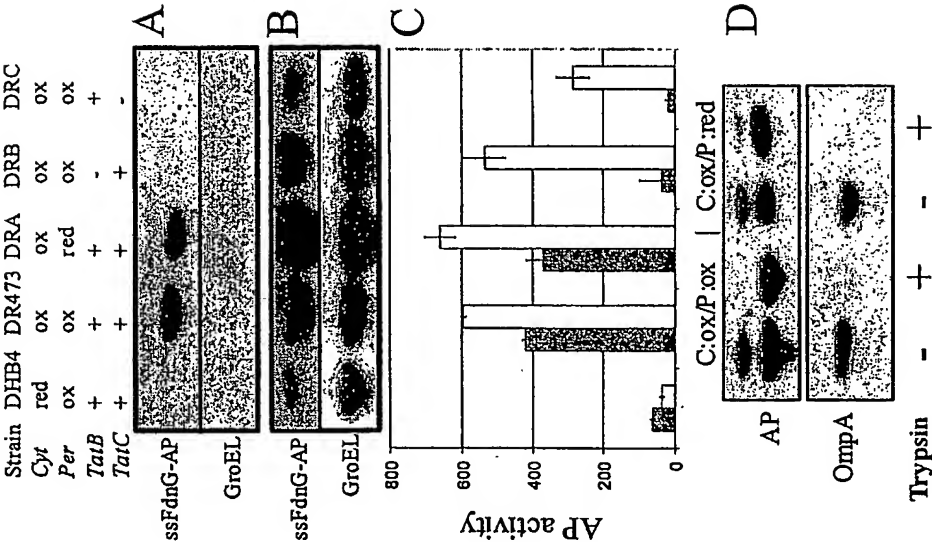 Strain DHB4 DR473 DRA DRB DRC
Cyt red ox ox ox ox
Per ox ox red ox ox
TatB + + + - +
TatC + + + + -
A
ssFdnG-AP
GroEL
B
ssFdnG-AP
GroEL
C
AP activity
800
600
400
200
0
D
C:ox/P:ox | C:ox/P:red
AP
OmpA
Trypsin - + - +